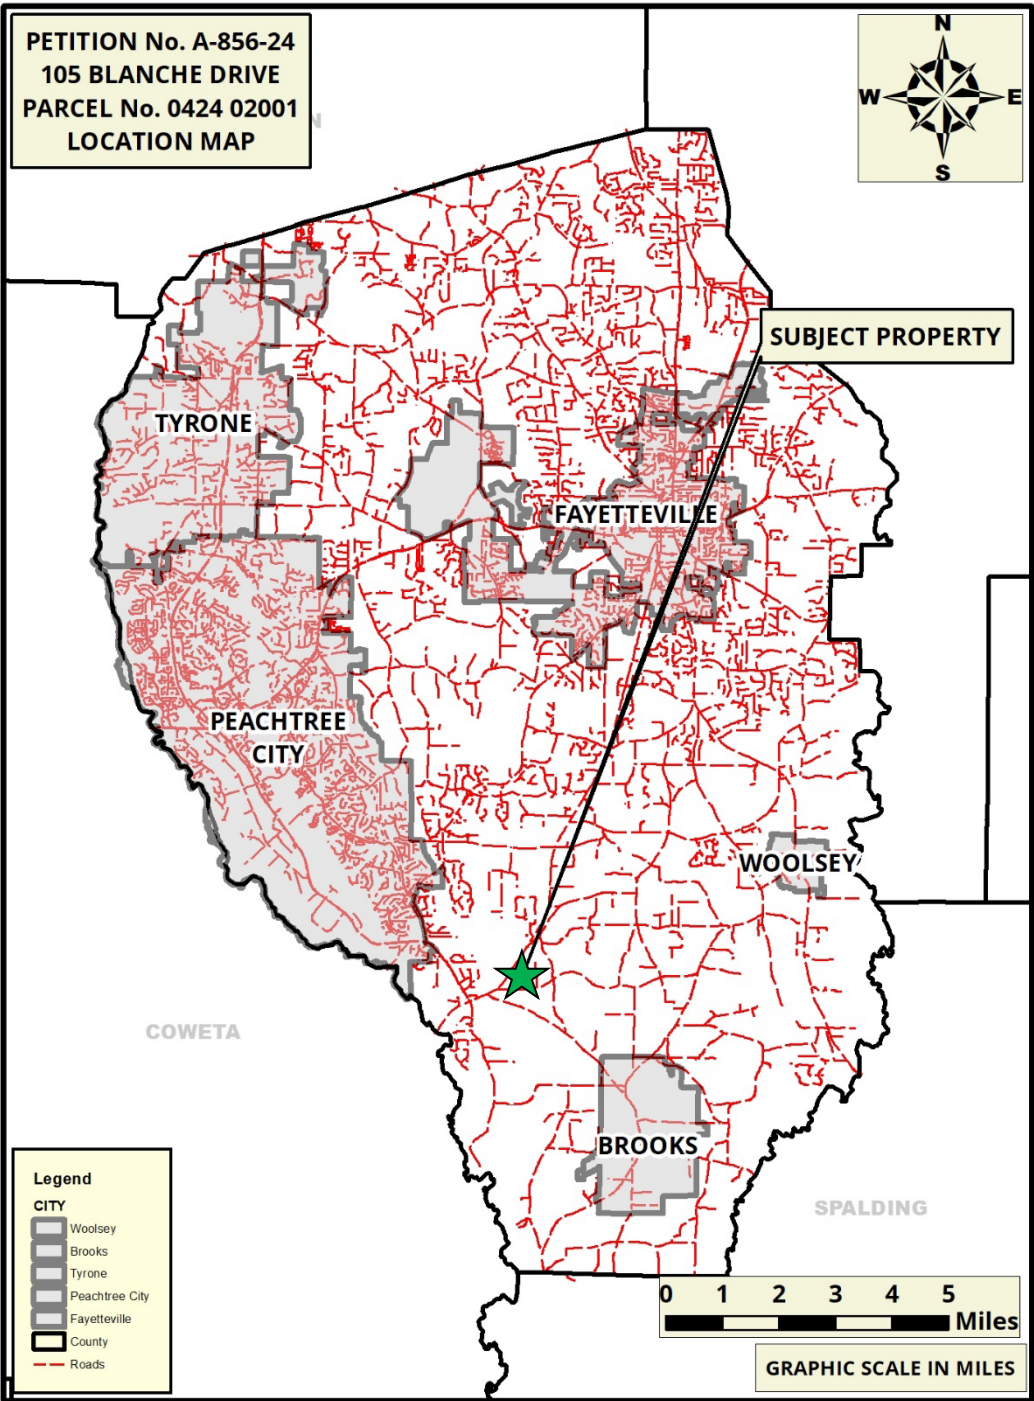 PETITION No. A-856-24
105 BLANCHE DRIVE
PARCEL No. 0424 02001
LOCATION MAP
N
N
W
E
S
SUBJECT PROPERTY
TYRONE
FAYETTEVILLE
PEACHTREE
CITY
WOOLSEY
COWETA
BROOKS
SPALDING
Legend
CITY
Woolsey
Brooks
Tyrone
Peachtree City
Fayetteville
County
Roads
0 1 2 3 4 5
Miles
GRAPHIC SCALE IN MILES